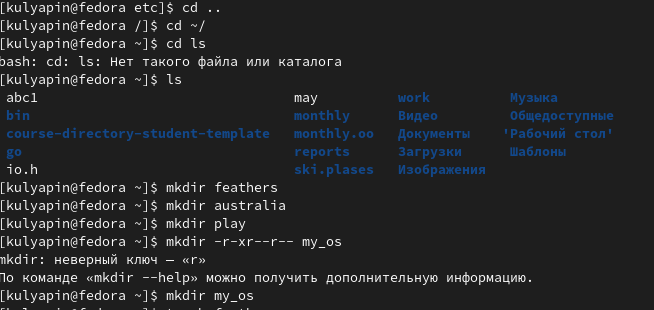 [kulyapin@fedora etc]$ cd ..
[kulyapin@fedora /]$ cd ~/
[kulyapin@fedora ~]$ cd ls
bash: cd: ls: Нет такого файла или каталога
[kulyapin@fedora ~]$ ls
abc1 may work Музыка
bin monthly Видео Общедоступные
course-directory-student-template monthly.oo Документы 'Рабочий стол'
go reports Загрузки Шаблоны
io.h ski.plases Изображения
[kulyapin@fedora ~]$ mkdir feathers
[kulyapin@fedora ~]$ mkdir australia
[kulyapin@fedora ~]$ mkdir play
[kulyapin@fedora ~]$ mkdir -r-xr--r-- my_os
mkdir: неверный ключ — «r»
По команде «mkdir --help» можно получить дополнительную информацию.
[kulyapin@fedora ~]$ mkdir my_os